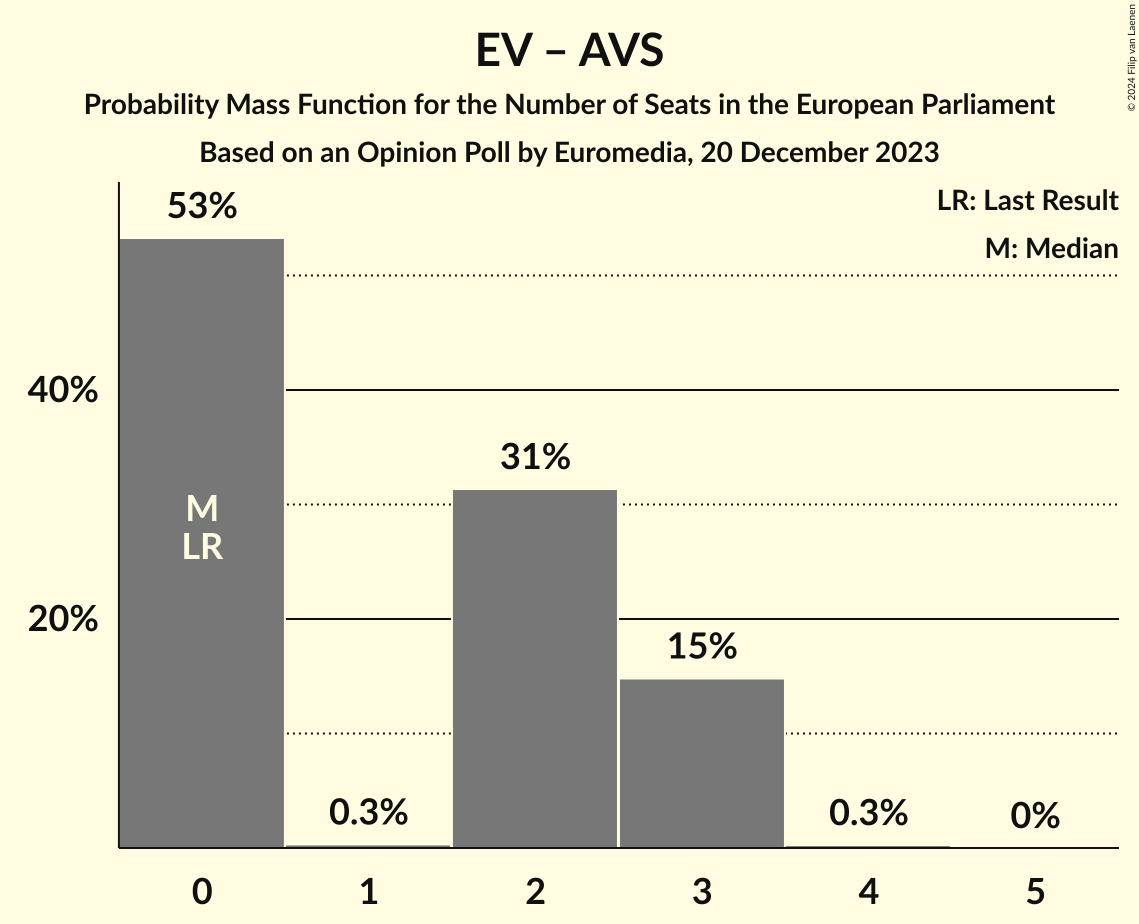 EV – AVS
Probability Mass Function for the Number of Seats in the European Parliament
Based on an Opinion Poll by Euromedia, 20 December 2023
© 2024 Filip van Laenen
LR: Last Result
M: Median
53%
40%
31%
M
LR
20%
15%
0.3%
0.3%
0%
0
1
2
3
4
5